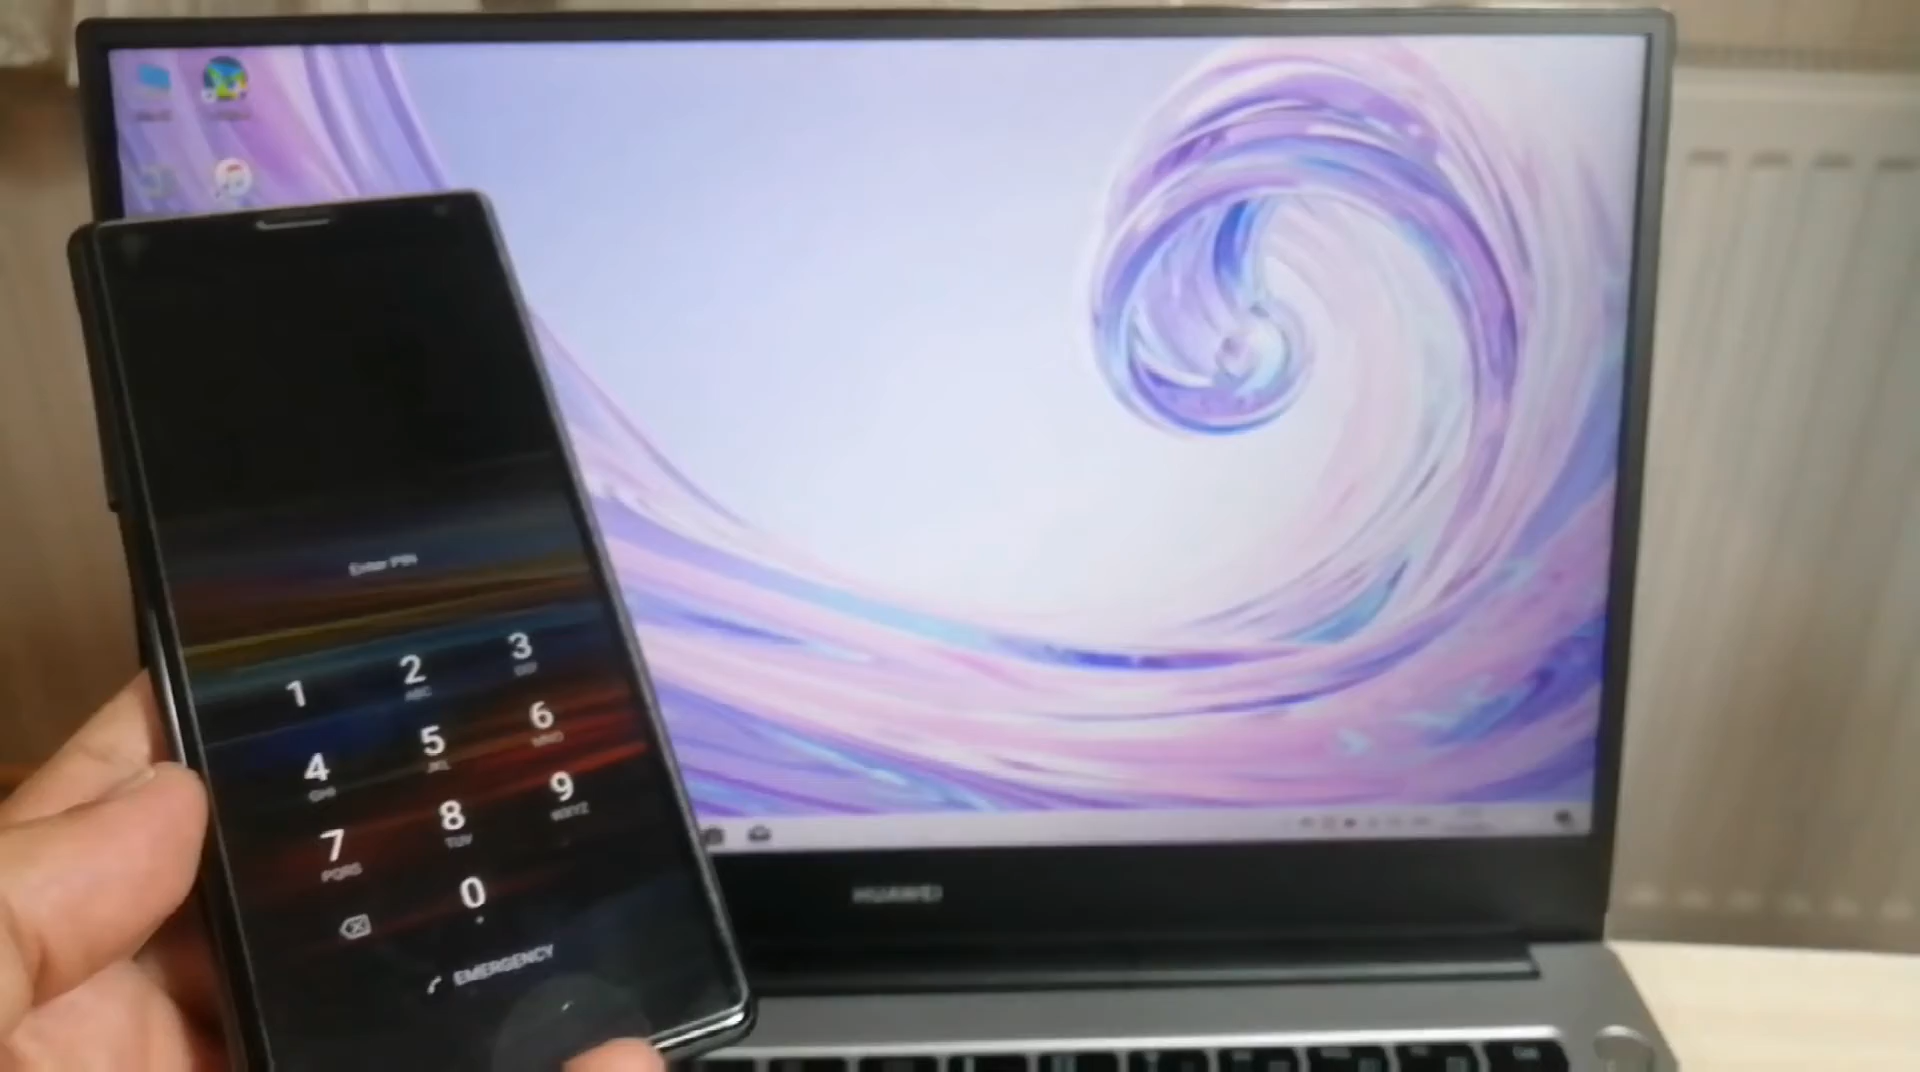 Enter PIN
1
2
ABC
3
4
GHI
5
JKL
6
MNO
7
PQRS
8
TUV
9
WXYZ
0
EMERGENCY
HUAWEI